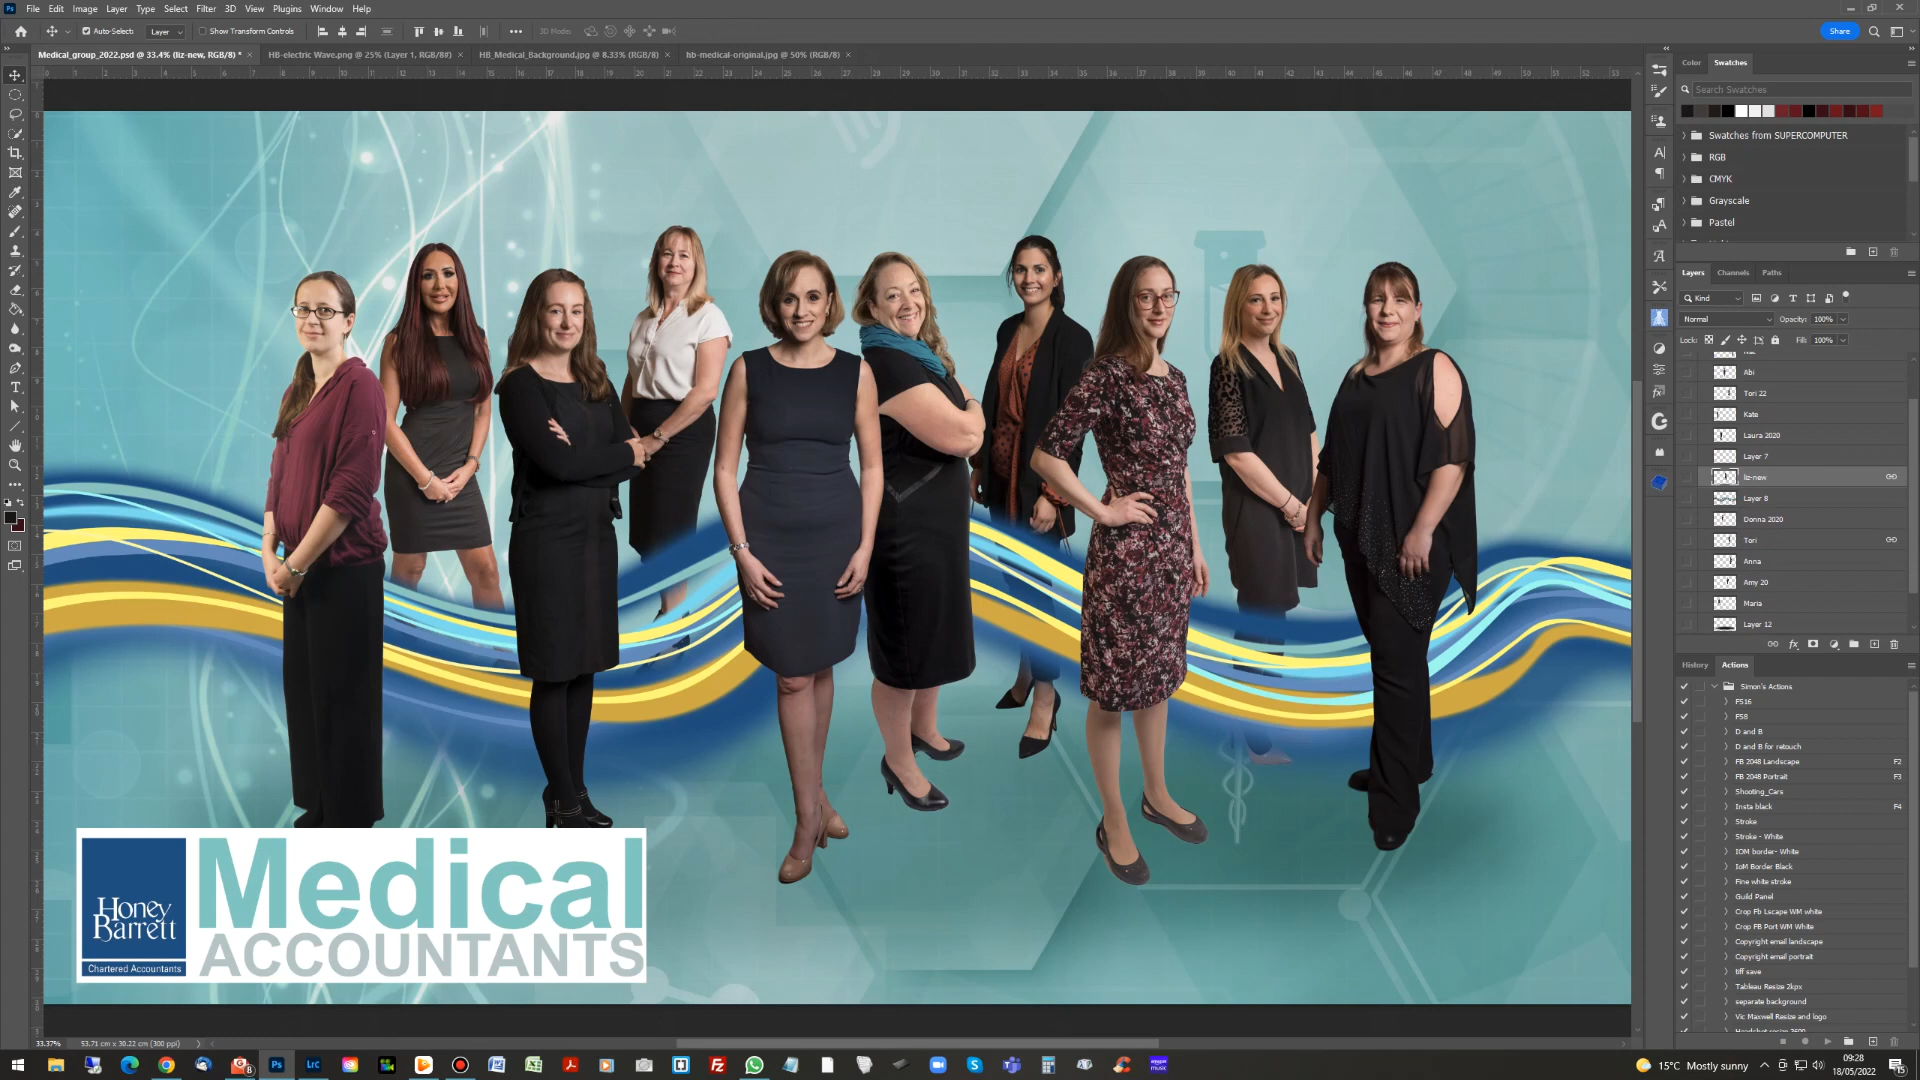 Ps File Edit Image Layer Type Select Filter 3D View Plugins Window Help
Auto-Select: Layer Show Transform Controls 3D Mode: Share
Medical_group_2022.psd @ 33.4% (liz-new, RGB/8) * × HB-electric Wave.png @ 25% (Layer 1, RGB/8#) × HB_Medical_Background.jpg @ 8.33% (RGB/8) × hb-medical-original.jpg @ 50% (RGB/8) ×
Color Swatches
Search Swatches
Swatches from SUPERCOMPUTER
RGB
CMYK
Grayscale
Pastel
Layers Channels Paths
Kind
Normal Opacity: 100%
Lock: Fill: 100%
Abi
Tori 22
Kate
Laura 2020
Layer 7
liz-new
Layer 8
Donna 2020
Tori
Anna
Amy 20
Maria
Layer 12
History Actions
Simon's Actions
FS16
FS8
D and B
D and B for retouch
FB 2048 Landscape F2
FB 2048 Portrait F3
Shooting_Cars
Insta black F4
Stroke
Stroke - White
IOM border- White
IoM Border Black
Fine white stroke
Guild Panel
Crop Fb Lscape WM white
Crop FB Port WM White
Copyright email landscape
Copyright email portrait
tiff save
Tableau Resize 2kpx
separate background
Vic Maxwell Resize and logo
Honey
Barrett
Chartered Accountants
Medical
ACCOUNTANTS
33.37% 53.71 cm x 30.22 cm (300 ppi)
15°C Mostly sunny
09:28
18/05/2022